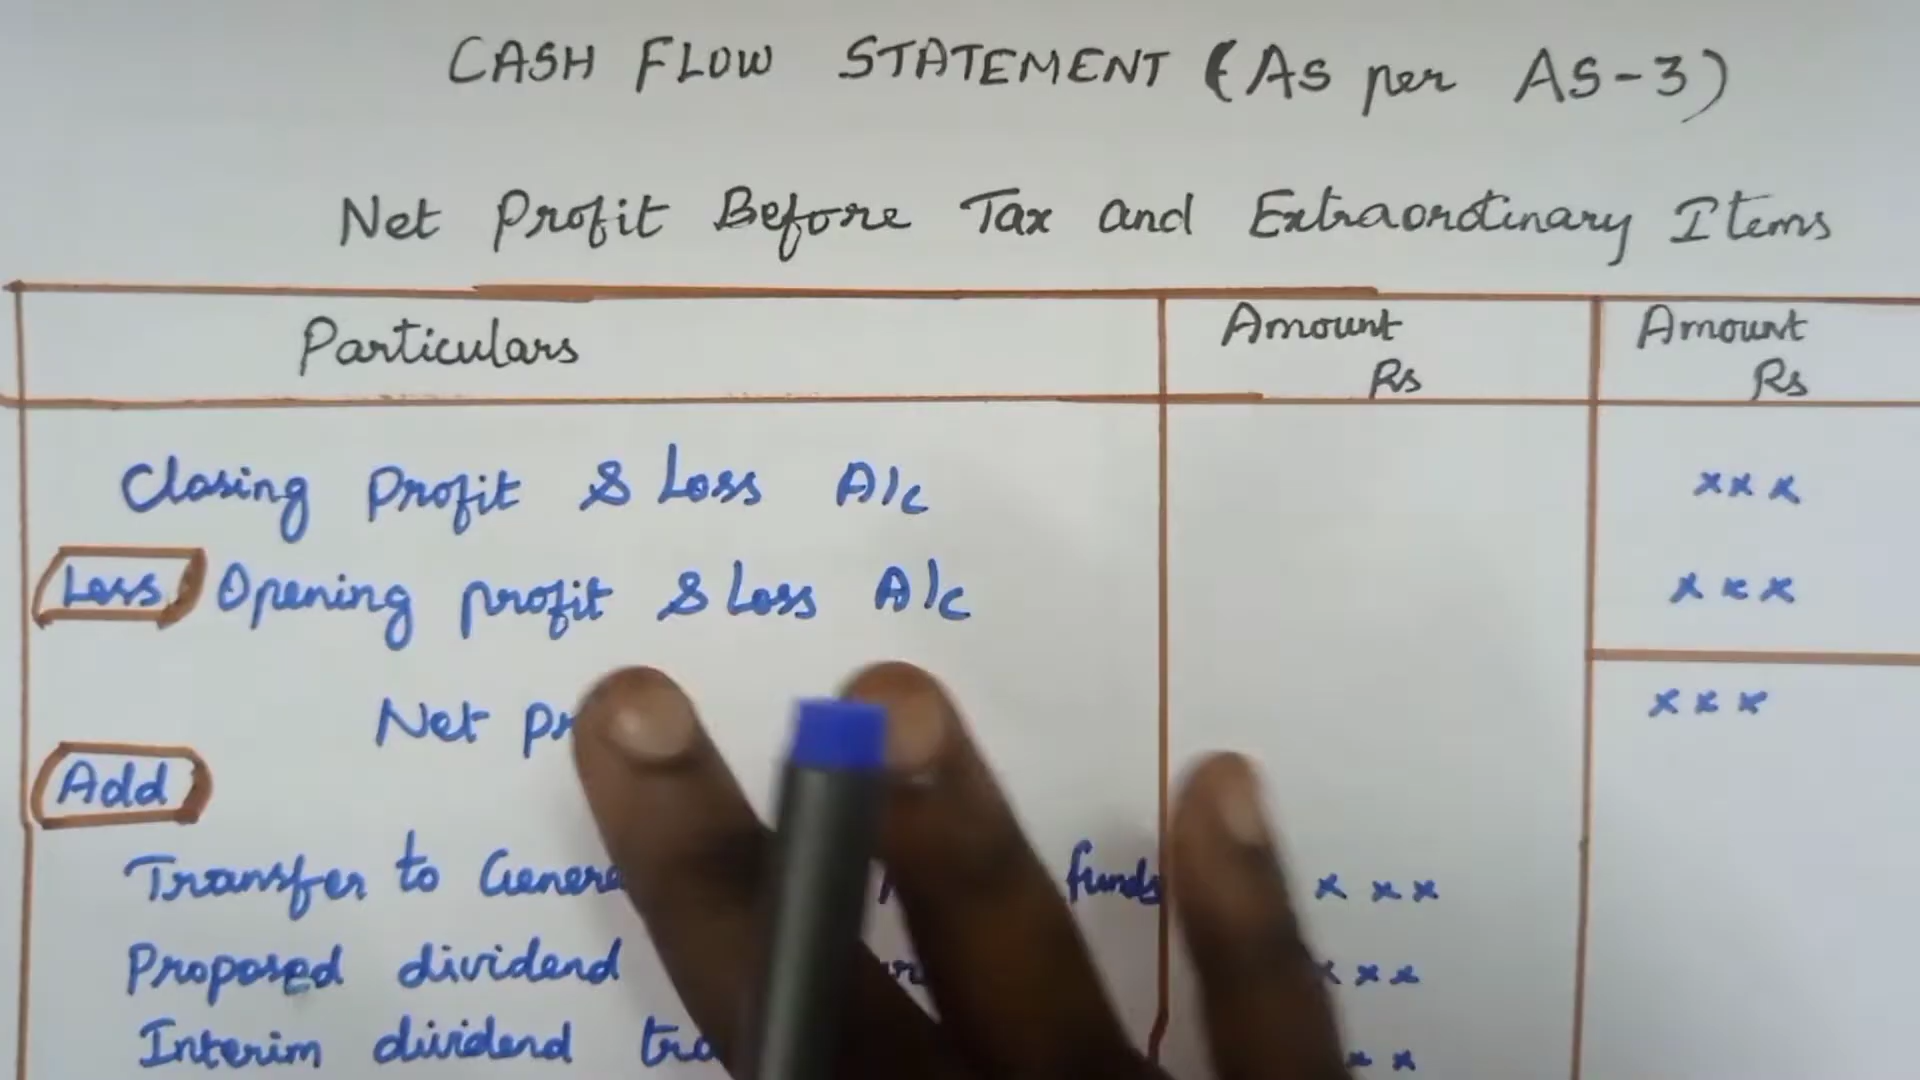 CASH FLOW STATEMENT (As per AS-3)
Net Profit Before Tax and Extraordinary Items
Particulars Amount Rs Amount Rs
Closing Profit & Loss A/c xxx
Less Opening profit & Loss A/c xxx
Net xxx
Add
Transfer to funds xxx
Proposed dividend xxx
Interim dividend